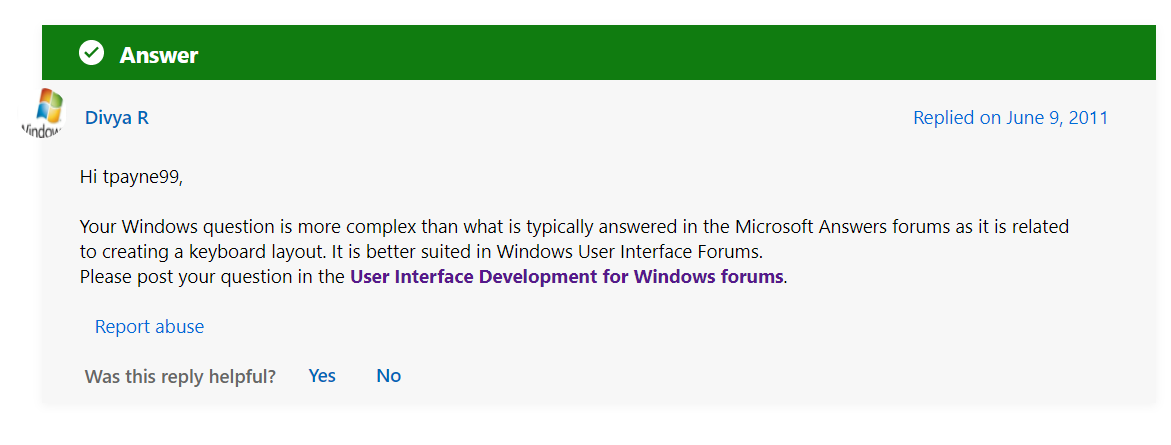 Answer
Divya R
Replied on June 9, 2011
Hi tpayne99,
Your Windows question is more complex than what is typically answered in the Microsoft Answers forums as it is related
to creating a keyboard layout. It is better suited in Windows User Interface Forums.
Please post your question in the User Interface Development for Windows forums.
Report abuse
Was this reply helpful?
Yes
No